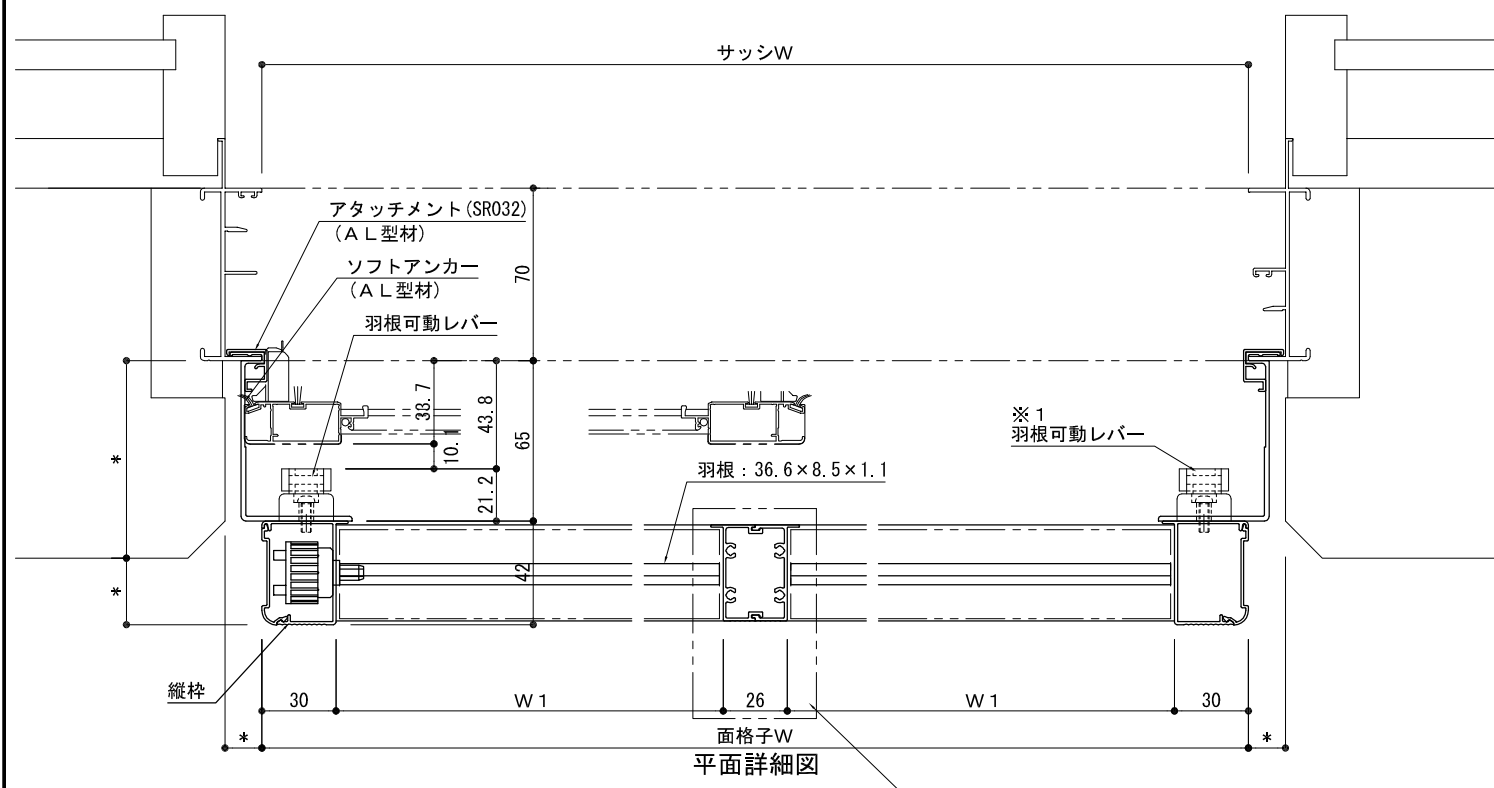 サッシW
アタッチメント(SR032)
(AL型材)
ソフトアンカー
(AL型材)
羽根可動レバー
70
33.7
43.8
10.1
65
21.2
42
※1
羽根可動レバー
羽根：36.6×8.5×1.1
*
*
縦枠
30
W1
26
W1
30
*
面格子W
*
平面詳細図